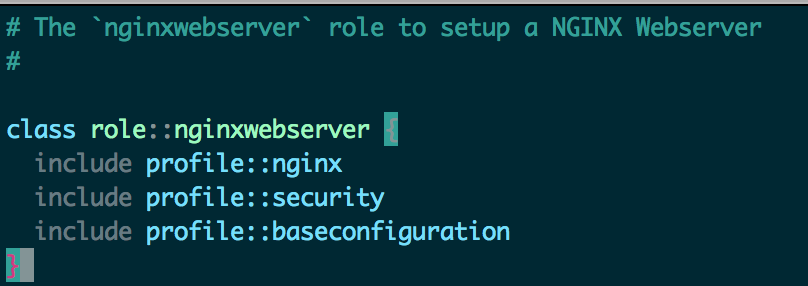 # The `nginxwebserver` role to setup a NGINX Webserver
#
class role::nginxwebserver {
  include profile::nginx
  include profile::security
  include profile::baseconfiguration
}